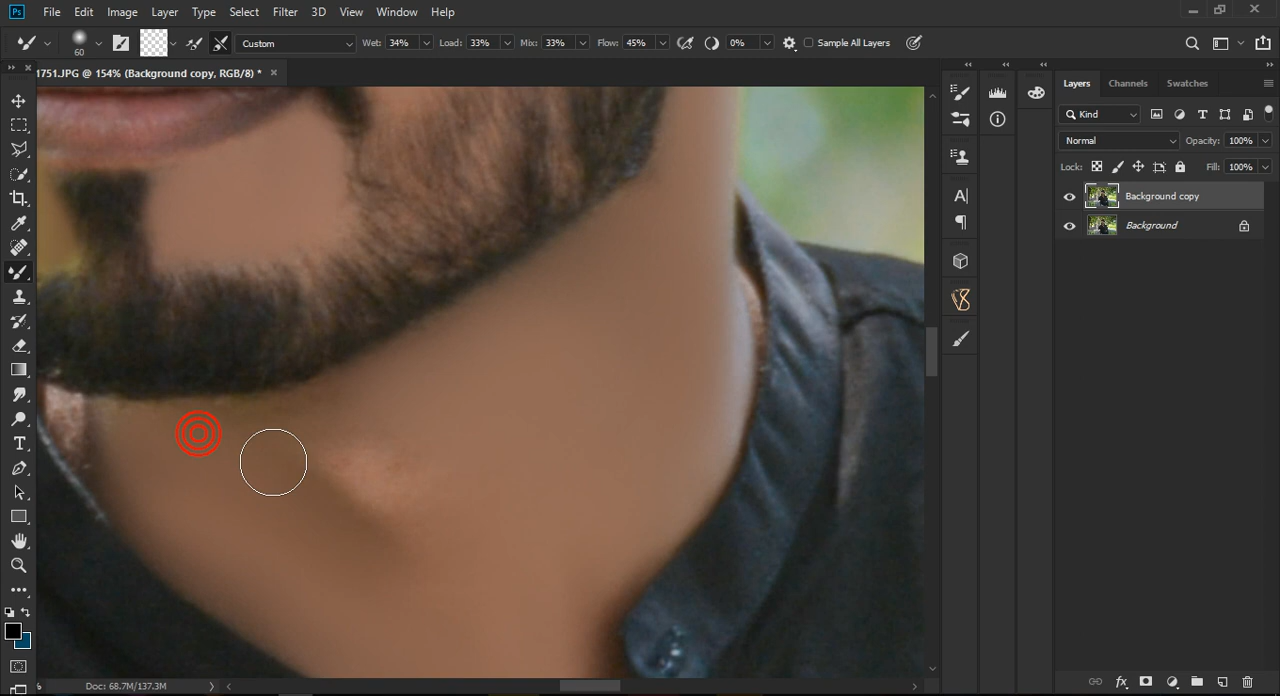 Ps File Edit Image Layer Type Select Filter 3D View Window Help
60 Custom Wet: 34% Load: 33% Mix: 33% Flow: 45% 0% Sample All Layers
1751.JPG @ 154% (Background copy, RGB/8) * ×
Layers Channels Swatches
Kind
Normal Opacity: 100%
Lock: Fill: 100%
Background copy
Background
% Doc: 68.7M/137.3M